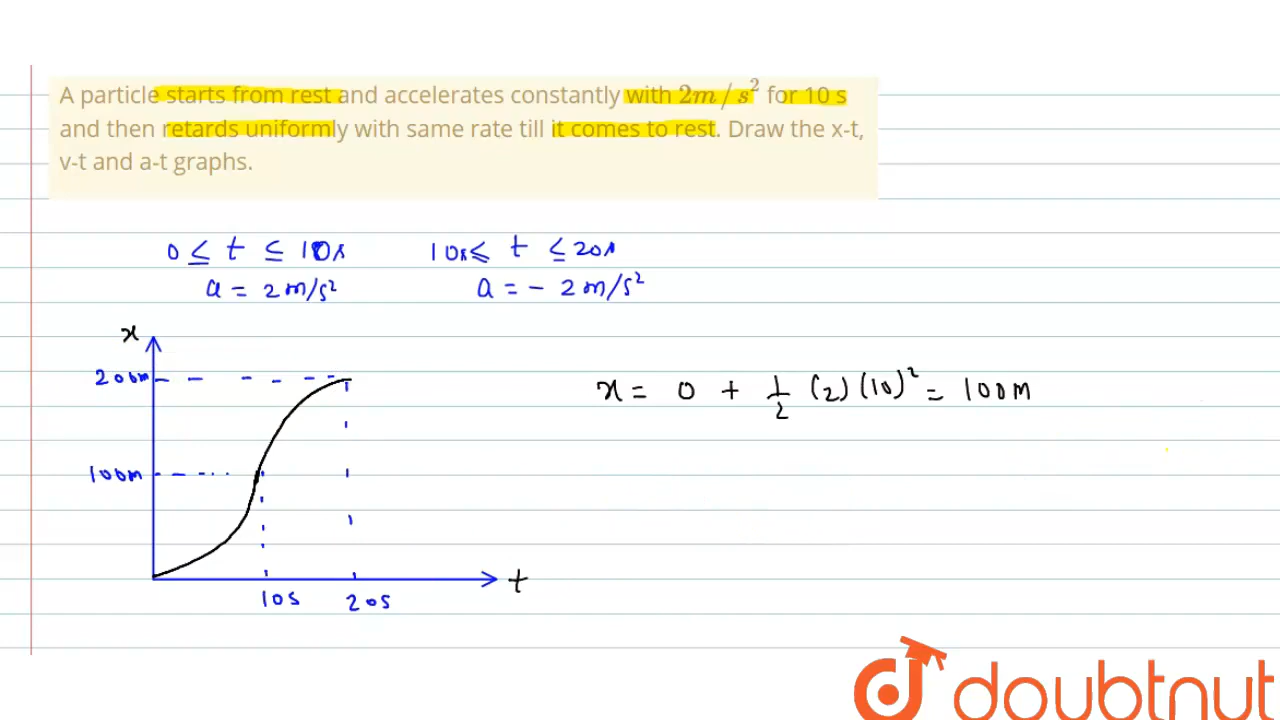 A particle starts from rest and accelerates constantly with 2m/s² for 10 s
and then retards uniformly with same rate till it comes to rest. Draw the x-t,
v-t and a-t graphs.
0 ≤ t ≤ 10s 10s ≤ t ≤ 20s
a = 2 m/s² a = - 2 m/s²
x
200m
x = 0 + 1/2 (2) (10)² = 100m
100m
t
10s 20s
doubtnut